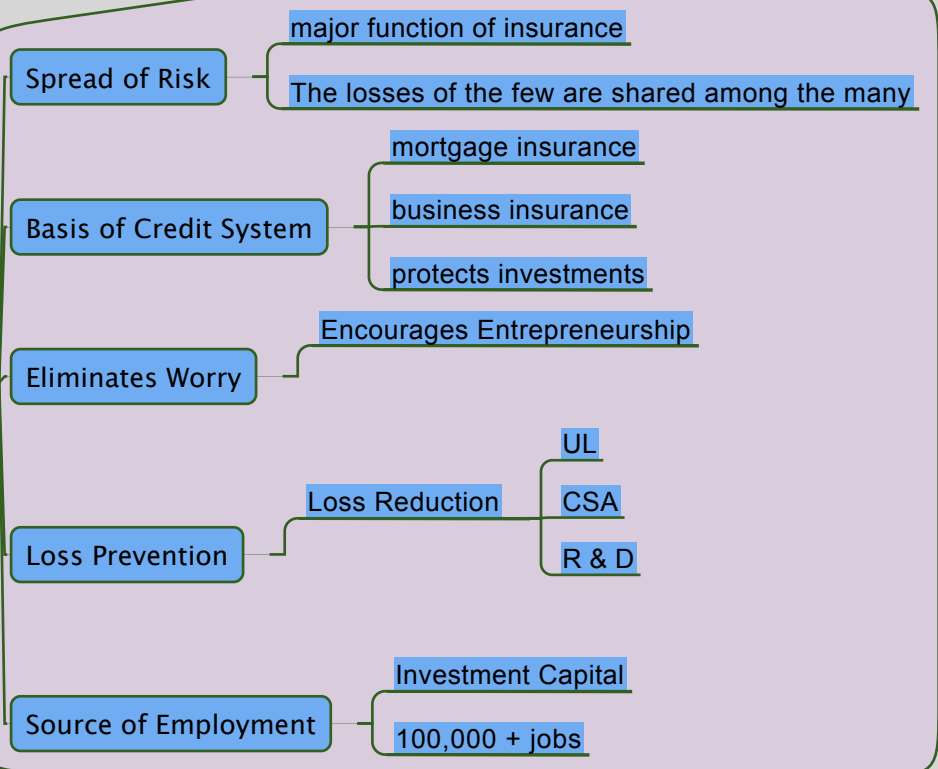 Spread of Risk
major function of insurance
The losses of the few are shared among the many
Basis of Credit System
mortgage insurance
business insurance
protects investments
Eliminates Worry
Encourages Entrepreneurship
Loss Prevention
Loss Reduction
UL
CSA
R & D
Source of Employment
Investment Capital
100,000 + jobs